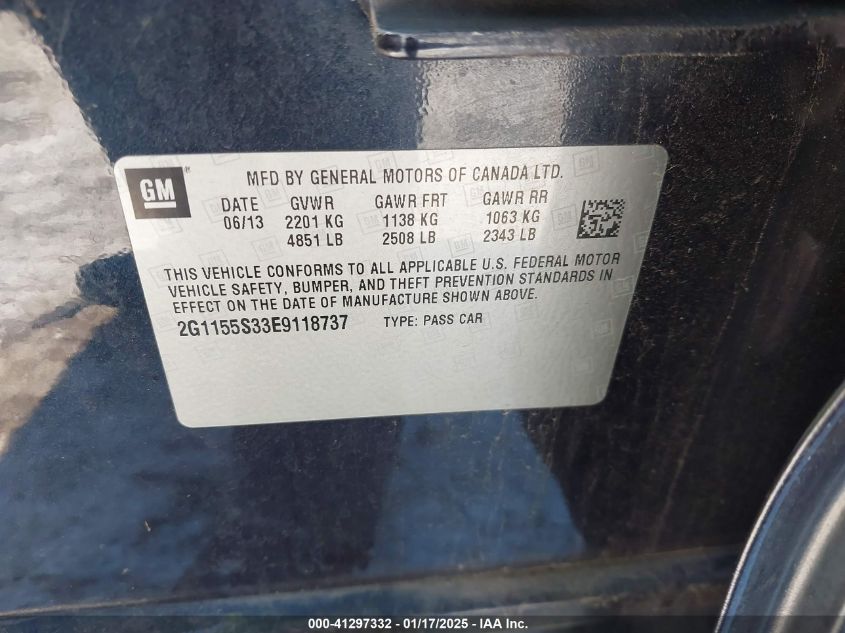 GM
MFD BY GENERAL MOTORS OF CANADA LTD.
DATE GVWR GAWR FRT GAWR RR
06/13 2201 KG 1138 KG 1063 KG
4851 LB 2508 LB 2343 LB
THIS VEHICLE CONFORMS TO ALL APPLICABLE U.S. FEDERAL MOTOR
VEHICLE SAFETY, BUMPER, AND THEFT PREVENTION STANDARDS IN
EFFECT ON THE DATE OF MANUFACTURE SHOWN ABOVE.
2G1155S33E9118737 TYPE: PASS CAR
000-41297332 - 01/17/2025 - IAA, Inc.